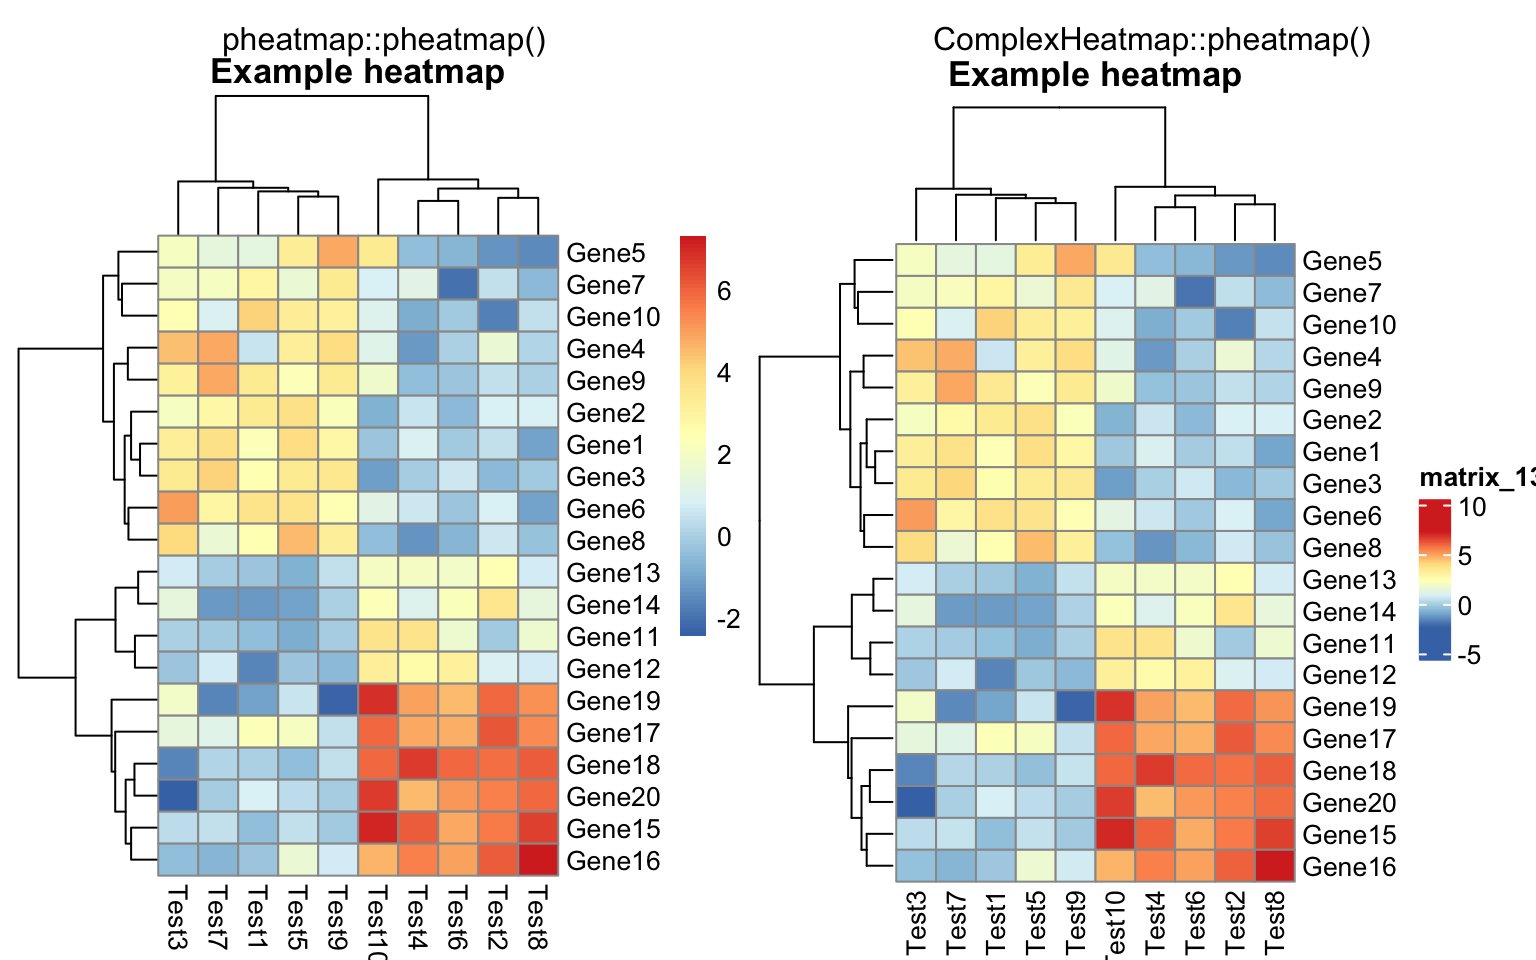 pheatmap::pheatmap()
Example heatmap
Gene5
Gene7
Gene10
Gene4
Gene9
Gene2
Gene1
Gene3
Gene6
Gene8
Gene13
Gene14
Gene11
Gene12
Gene19
Gene17
Gene18
Gene20
Gene15
Gene16
Test3
Test7
Test1
Test5
Test9
Test10
Test4
Test6
Test2
Test8
6
4
2
0
-2
ComplexHeatmap::pheatmap()
Example heatmap
Gene5
Gene7
Gene10
Gene4
Gene9
Gene2
Gene1
Gene3
Gene6
Gene8
Gene13
Gene14
Gene11
Gene12
Gene19
Gene17
Gene18
Gene20
Gene15
Gene16
Test3
Test7
Test1
Test5
Test9
Test10
Test4
Test6
Test2
Test8
matrix_13
10
5
0
-5